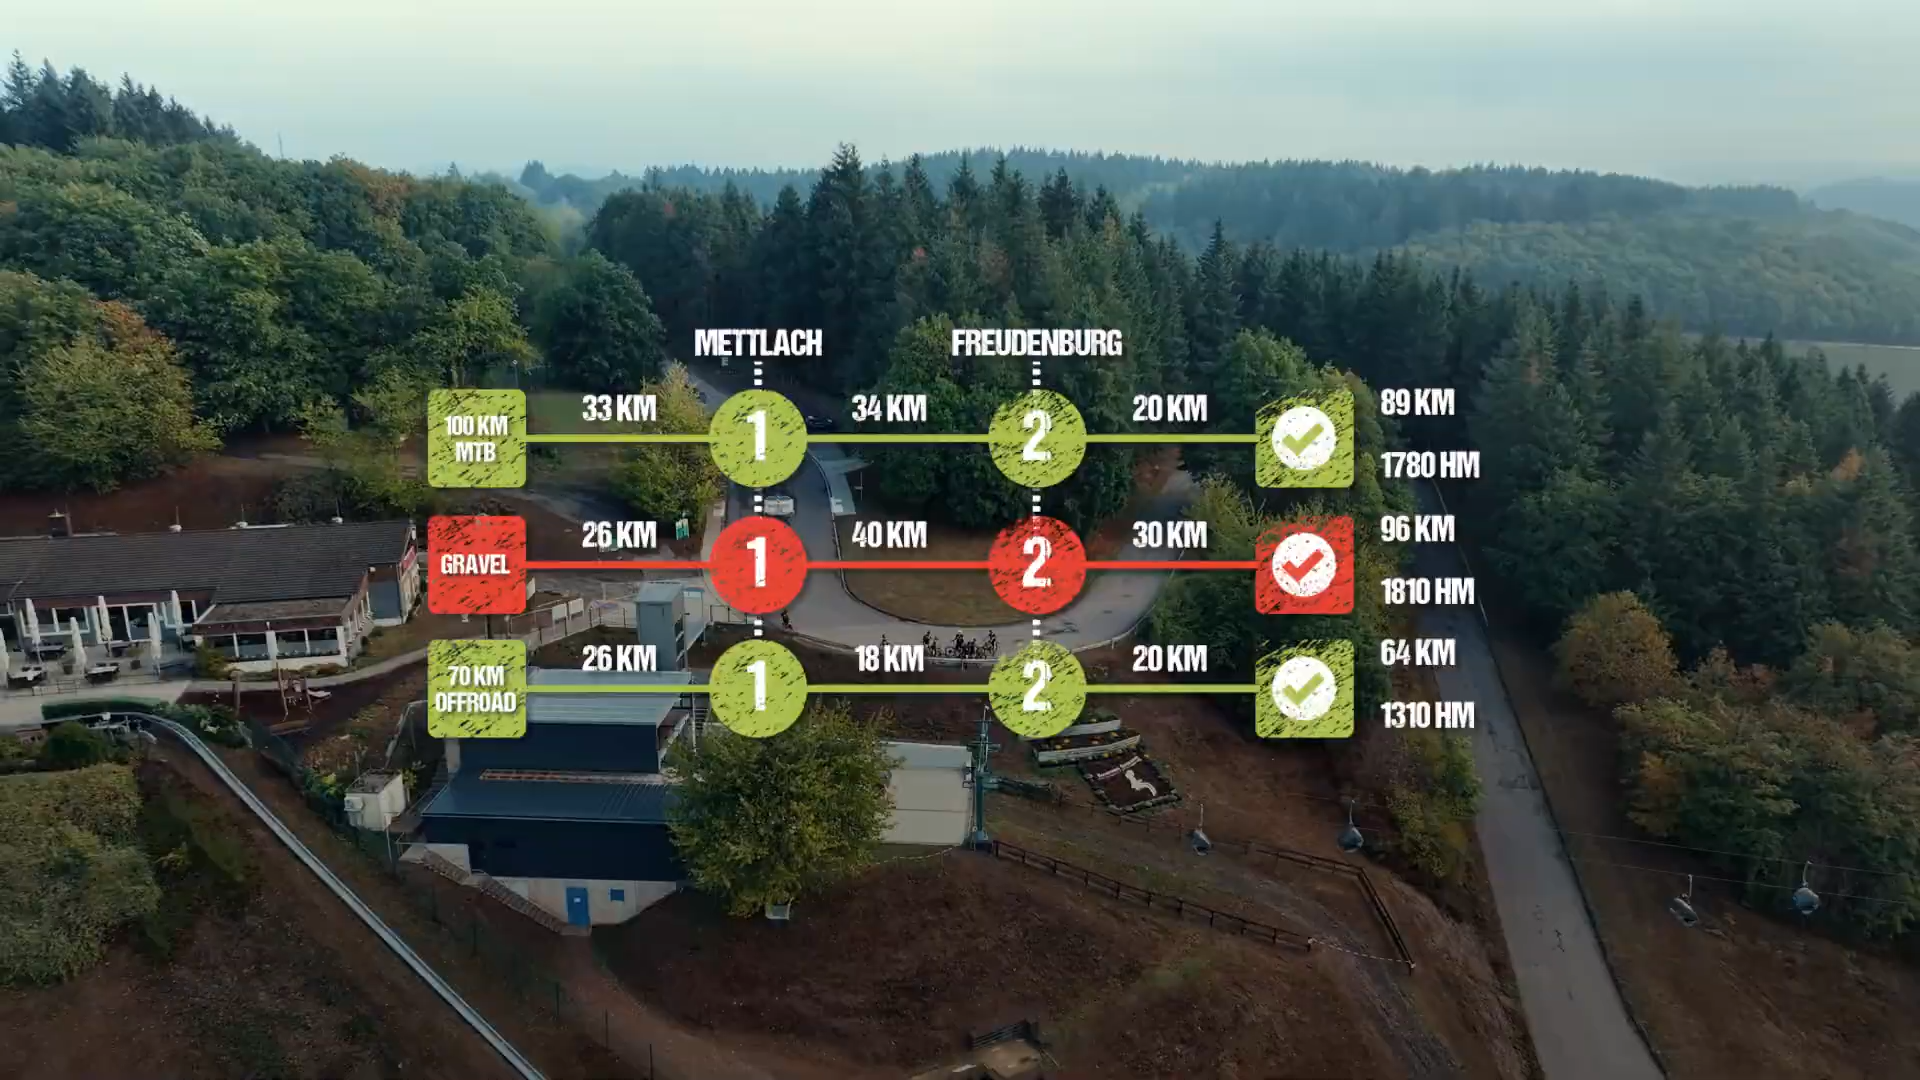 METTLACH
FREUDENBURG
100 KM
MTB
33 KM
1
34 KM
2
20 KM
89 KM
1780 HM
GRAVEL
26 KM
1
40 KM
2
30 KM
96 KM
1810 HM
70 KM
OFFROAD
26 KM
1
18 KM
2
20 KM
64 KM
1310 HM